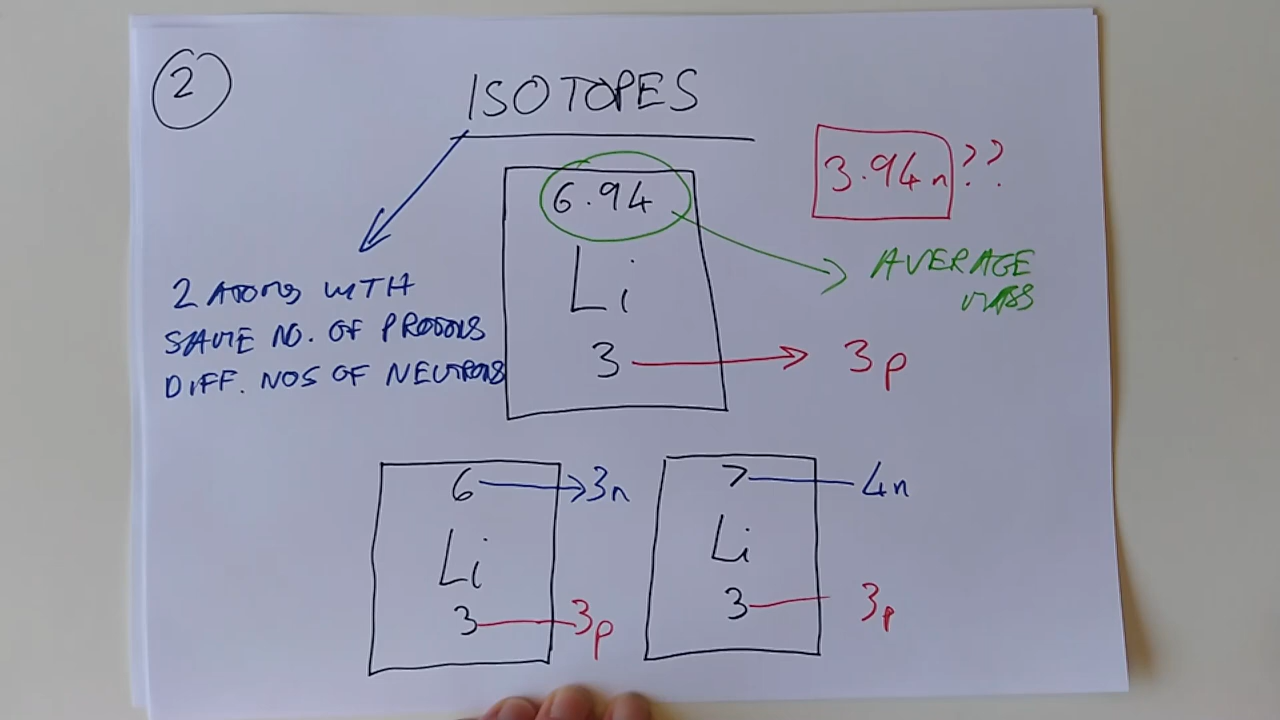 2
ISOTOPES
6.94
Li
3
3.94n??
AVERAGE
MASS
3p
2 ATOMS WITH
SAME NO. OF PROTONS
DIFF. NOS OF NEUTRONS
6
3n
Li
3
3p
7
4n
Li
3
3p